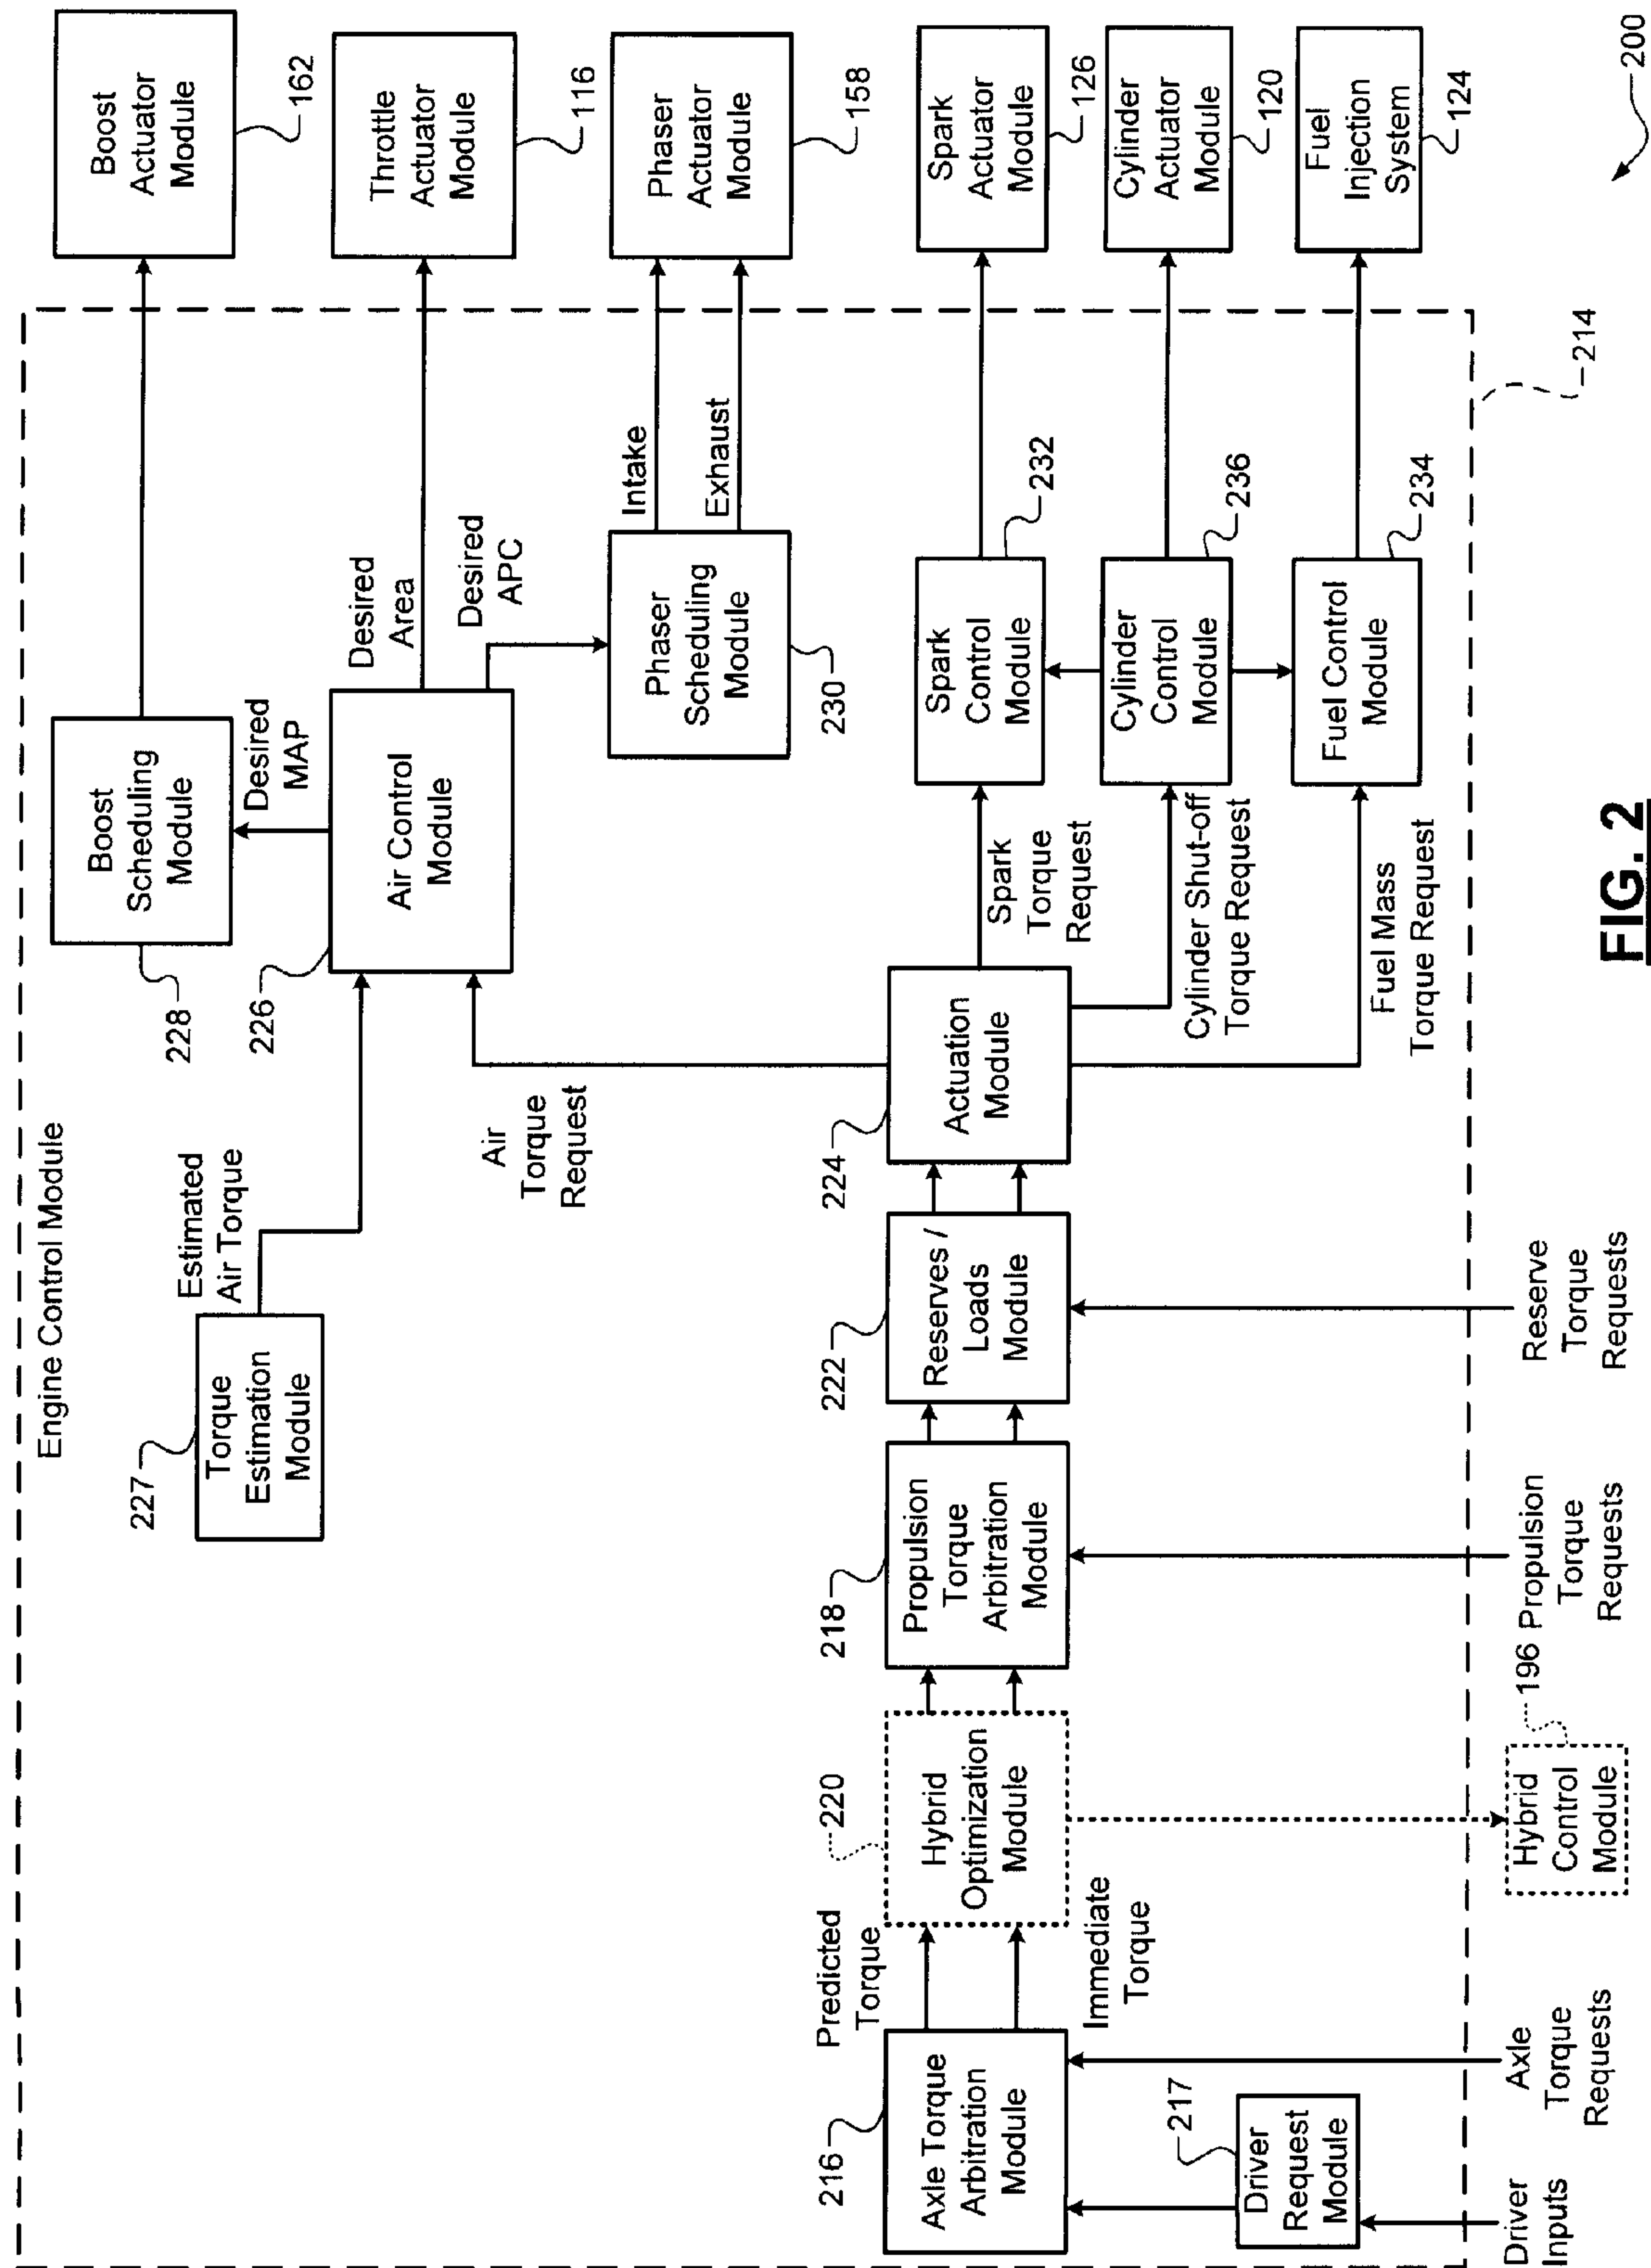 Engine Control Module
Boost
Actuator
Module
162
Throttle
Actuator
Module
116
Phaser
Actuator
Module
158
Spark
Actuator
Module
126
Cylinder
Actuator
Module
120
Fuel
Injection
System
124
Boost
Scheduling
Module
228
Desired
MAP
Air Control
Module
226
Desired
Area
Desired
APC
Intake
Exhaust
Phaser
Scheduling
Module
230
Spark
Control
Module
232
Cylinder
Control
Module
236
Fuel Control
Module
234
214
227
Torque
Estimation
Module
Estimated
Air Torque
Air
Torque
Request
Spark
Torque
Request
Cylinder Shut-off
Torque Request
Fuel Mass
Torque Request
224
Actuation
Module
222
Reserves /
Loads
Module
218
Propulsion
Torque
Arbitration
Module
220
Hybrid
Optimization
Module
Predicted
Torque
Immediate
Torque
216
Axle Torque
Arbitration
Module
217
Driver
Request
Module
Driver
Inputs
Axle
Torque
Requests
Hybrid
Control
Module
196
Propulsion
Torque
Requests
Reserve
Torque
Requests
FIG. 2
200